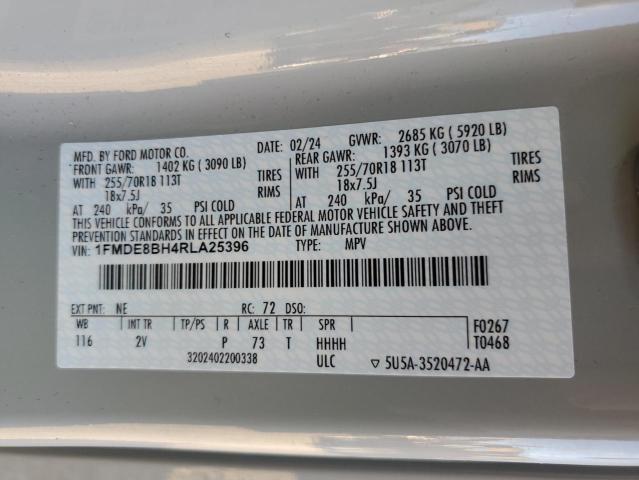 MFD. BY FORD MOTOR CO.
DATE: 02/24 GVWR: 2685 KG ( 5920 LB)
FRONT GAWR: 1402 KG ( 3090 LB)
REAR GAWR: 1393 KG ( 3070 LB)
WITH 255/70R18 113T TIRES
WITH 255/70R18 113T TIRES
18x7.5J RIMS
18x7.5J RIMS
AT 240 kPa/ 35 PSI COLD
AT 240 kPa/ 35 PSI COLD
THIS VEHICLE CONFORMS TO ALL APPLICABLE FEDERAL MOTOR VEHICLE SAFETY AND THEFT
PREVENTION STANDARDS IN EFFECT ON THE DATE OF MANUFACTURE SHOWN ABOVE.
VIN: 1FMDE8BH4RLA25396 TYPE: MPV
EXT PNT: NE RC: 72 DSO:
WB INT TR TP/PS R AXLE TR SPR F0267
116 2V P 73 T HHHH T0468
3202402200338 ULC ▽ 5U5A-3520472-AA